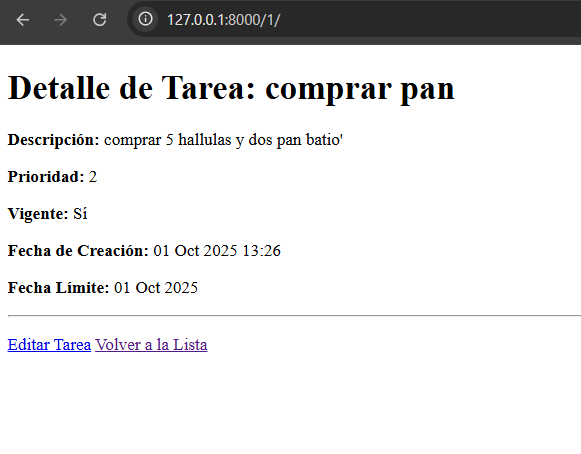 127.0.0.1:8000/1/
Detalle de Tarea: comprar pan
Descripción: comprar 5 hallulas y dos pan batio'
Prioridad: 2
Vigente: Sí
Fecha de Creación: 01 Oct 2025 13:26
Fecha Límite: 01 Oct 2025
Editar Tarea Volver a la Lista